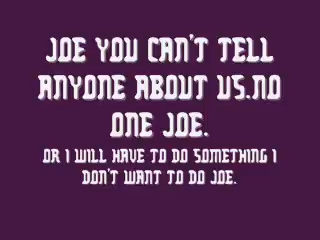 JOE YOU CAN'T TELL
ANYONE ABOUT US.NO
ONE JOE.
OR I WILL HAVE TO DO SOMETHING I
DON'T WANT TO DO JOE.